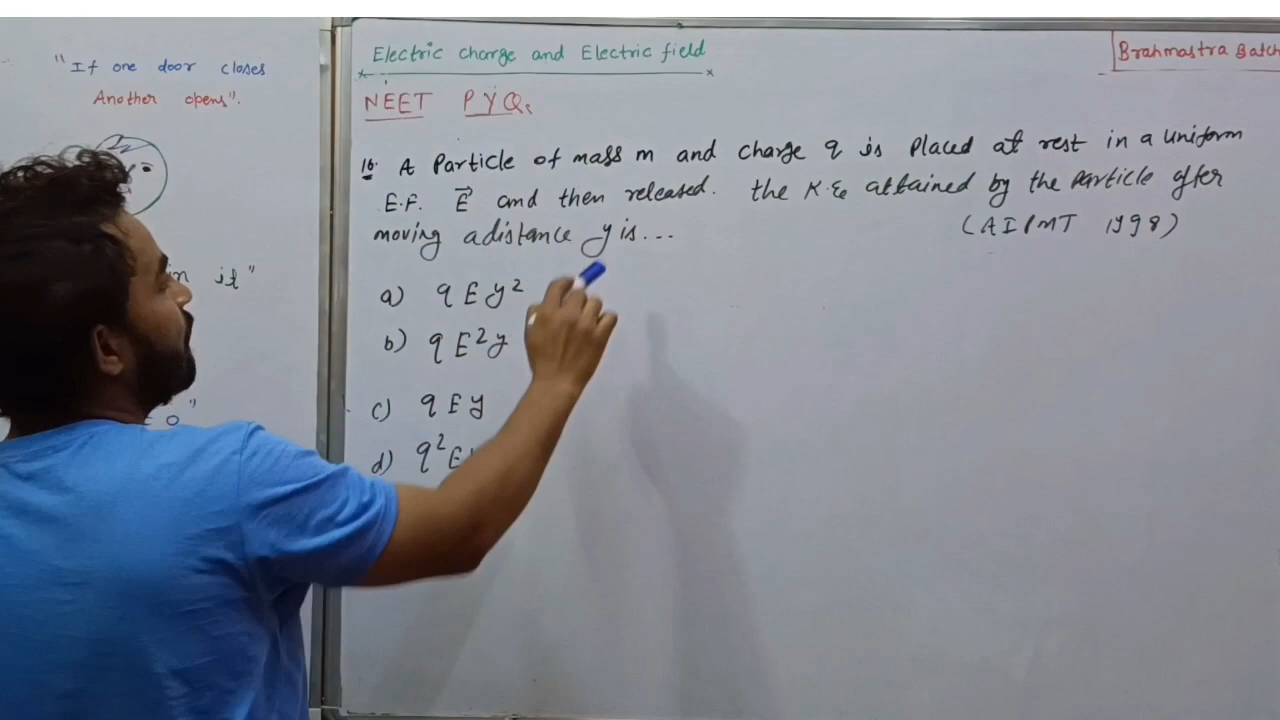 "If one door closes
Another opens".
in it"
"
Electric charge and Electric field
Brahmastra Batch
NEET PYQs
16. A Particle of mass m and charge q is placed at rest in a uniform
E.F. E⃗ and then released. the K.E attained by the particle after
moving a distance y is...
(AIPMT 1998)
a) qEy²
b) qE²y
c) qEy
d) q²E